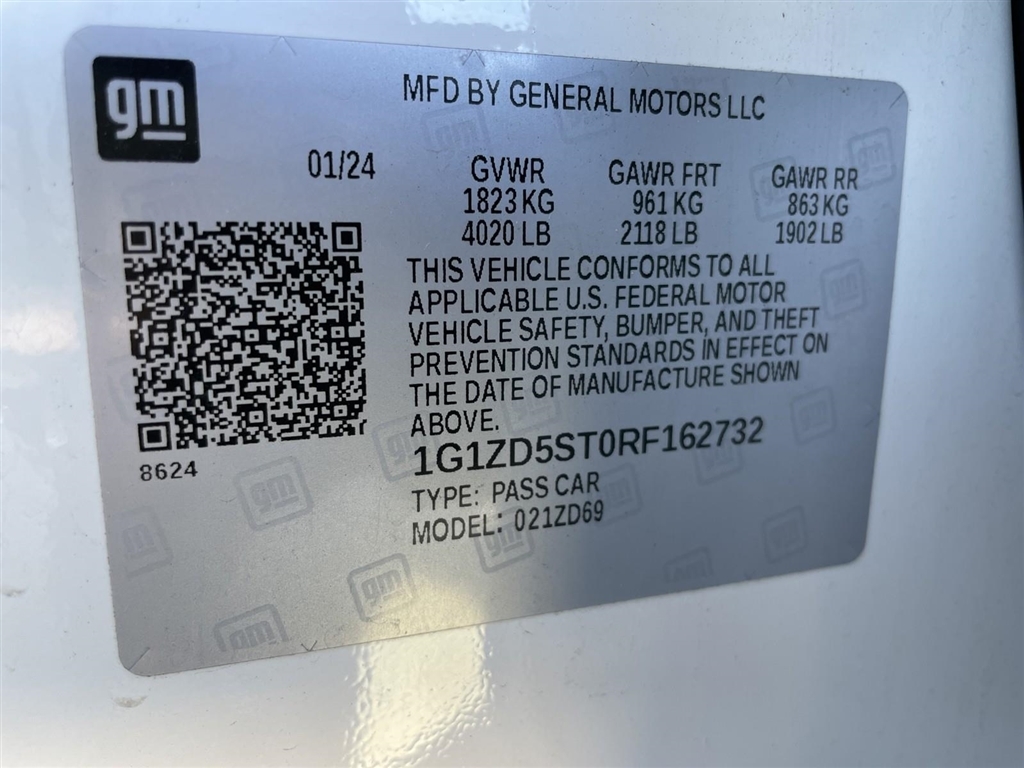 gm
MFD BY GENERAL MOTORS LLC
01/24 GVWR GAWR FRT GAWR RR
1823 KG 961 KG 863 KG
4020 LB 2118 LB 1902 LB
THIS VEHICLE CONFORMS TO ALL
APPLICABLE U.S. FEDERAL MOTOR
VEHICLE SAFETY, BUMPER, AND THEFT
PREVENTION STANDARDS IN EFFECT ON
THE DATE OF MANUFACTURE SHOWN
ABOVE.
1G1ZD5ST0RF162732
8624
TYPE: PASS CAR
MODEL: 021ZD69